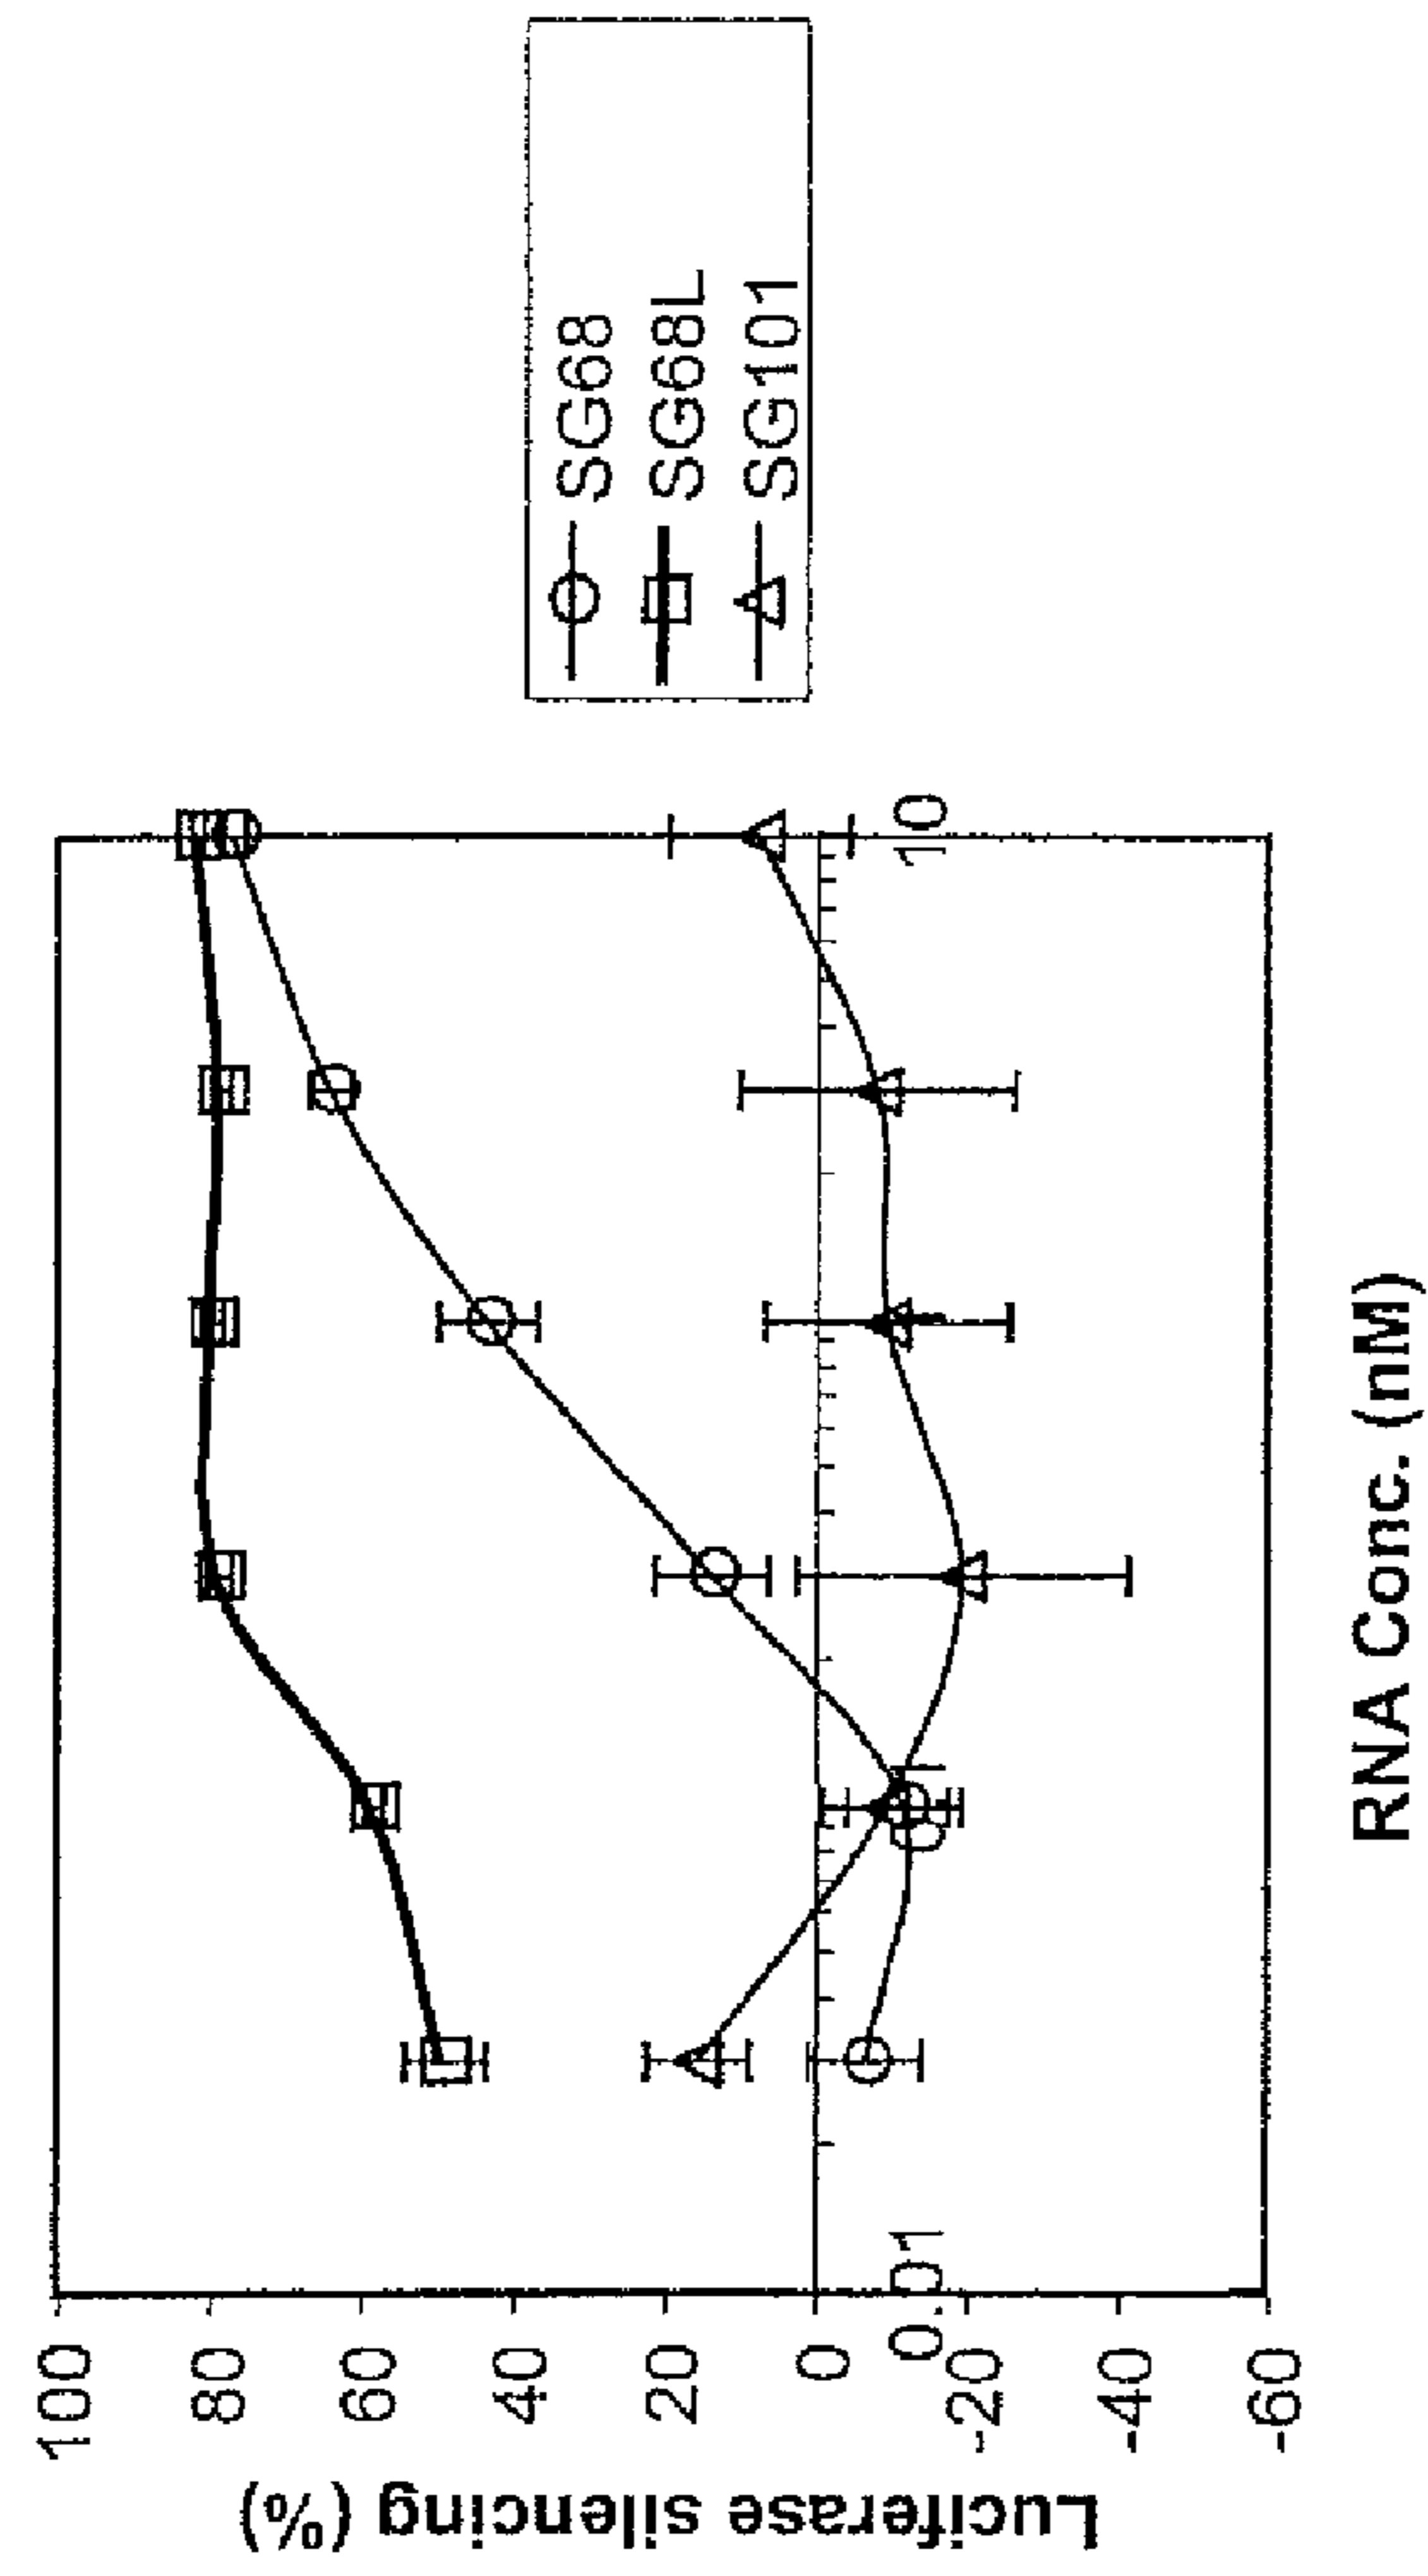 Luciferase silencing (%)
100
80
60
40
20
0
-20
-40
-60
0.01
0.1
1
10
RNA Conc. (nM)
SG68
SG68L
SG101